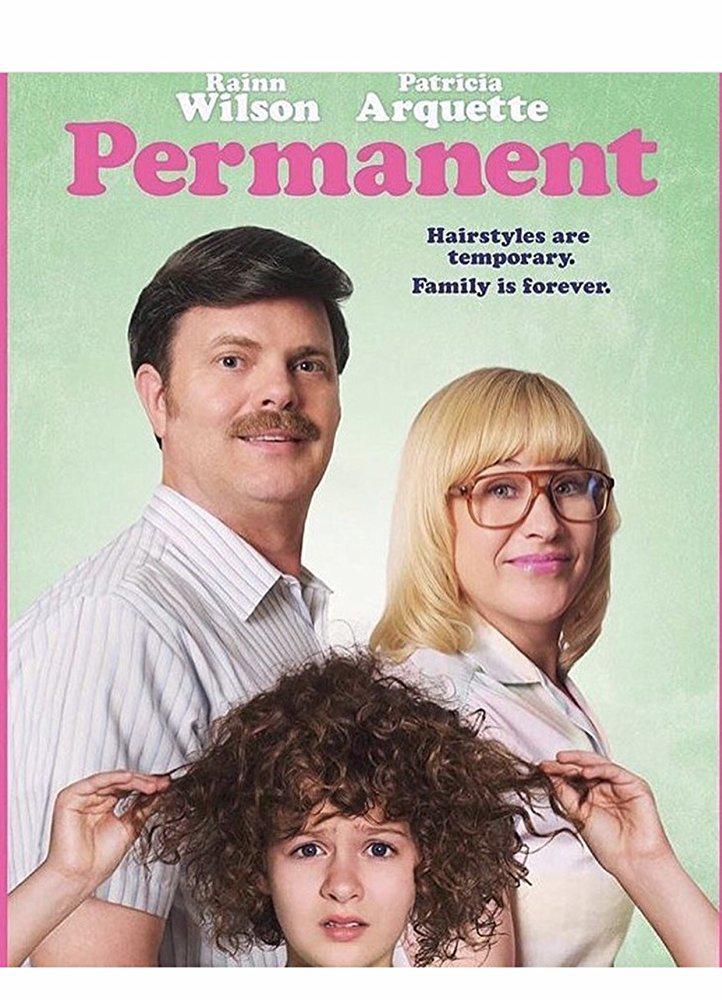 Rainn Patricia
Wilson Arquette
Permanent
Hairstyles are
temporary.
Family is forever.